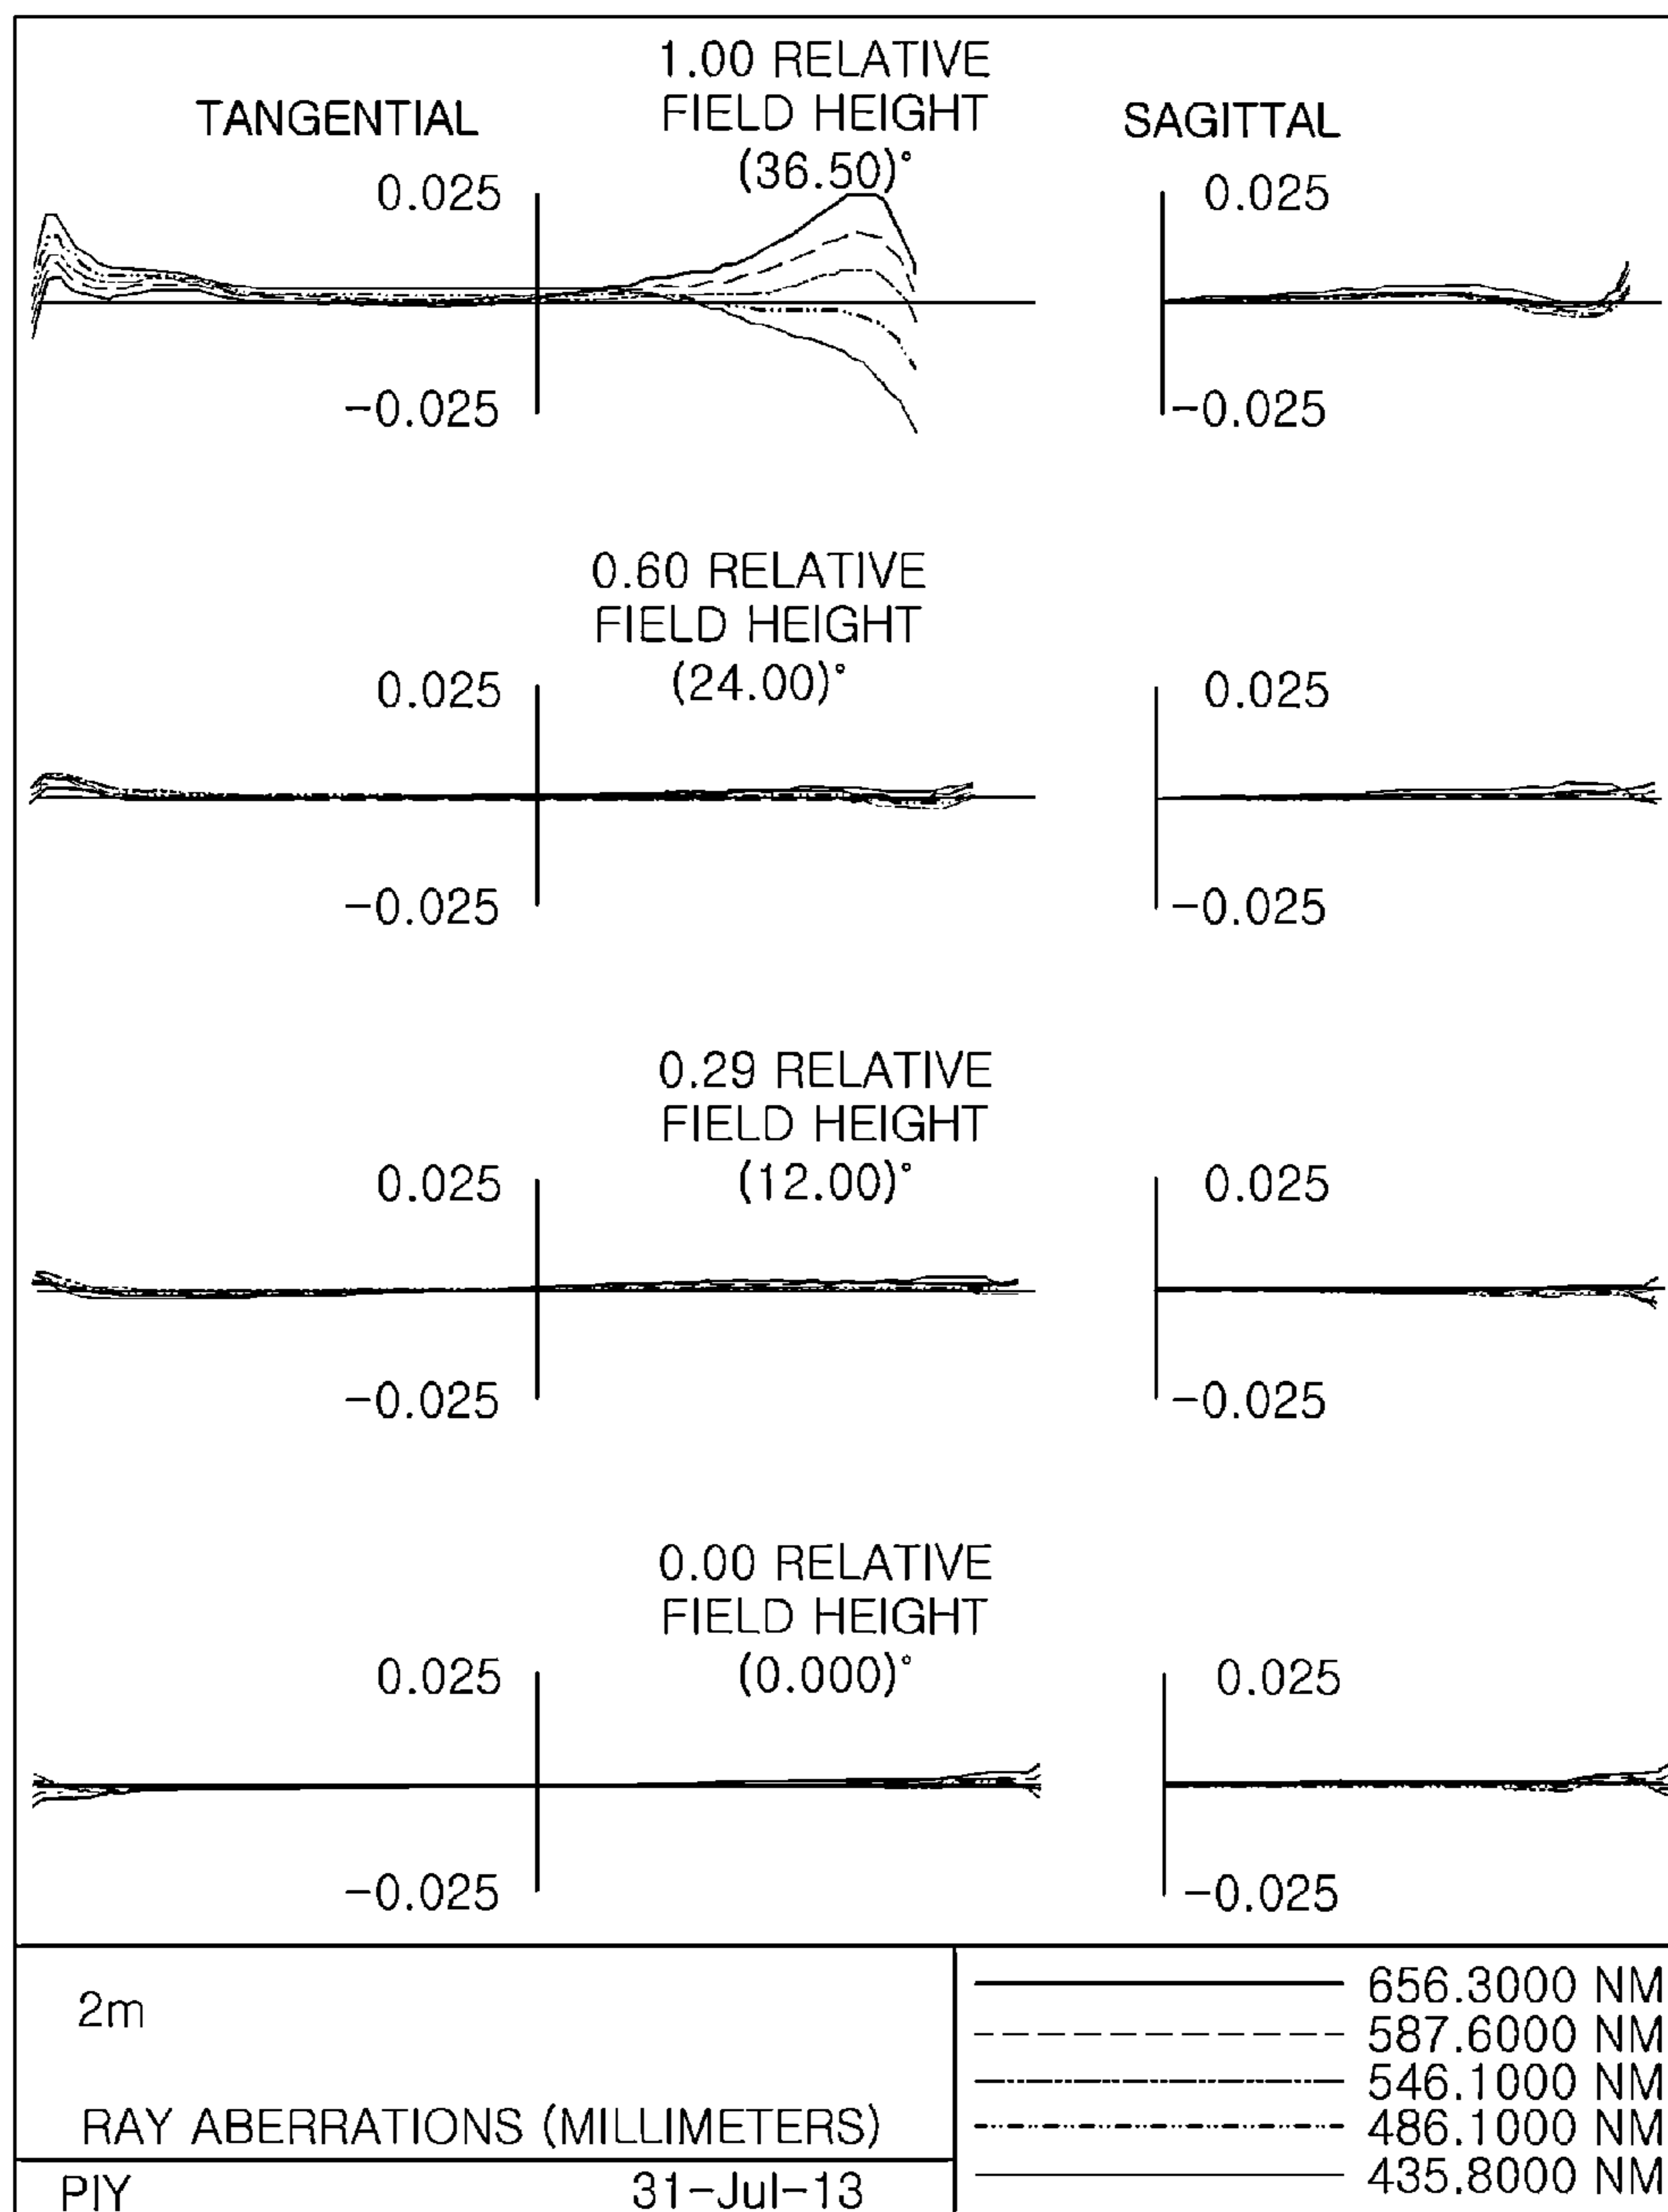 1.00 RELATIVE
FIELD HEIGHT
(36.50)°
TANGENTIAL
SAGITTAL
0.025
0.025
-0.025
-0.025
0.60 RELATIVE
FIELD HEIGHT
(24.00)°
0.025
0.025
-0.025
-0.025
0.29 RELATIVE
FIELD HEIGHT
(12.00)°
0.025
0.025
-0.025
-0.025
0.00 RELATIVE
FIELD HEIGHT
(0.000)°
0.025
0.025
-0.025
-0.025
2m
RAY ABERRATIONS (MILLIMETERS)
PIY 31-Jul-13
656.3000 NM
587.6000 NM
546.1000 NM
486.1000 NM
435.8000 NM